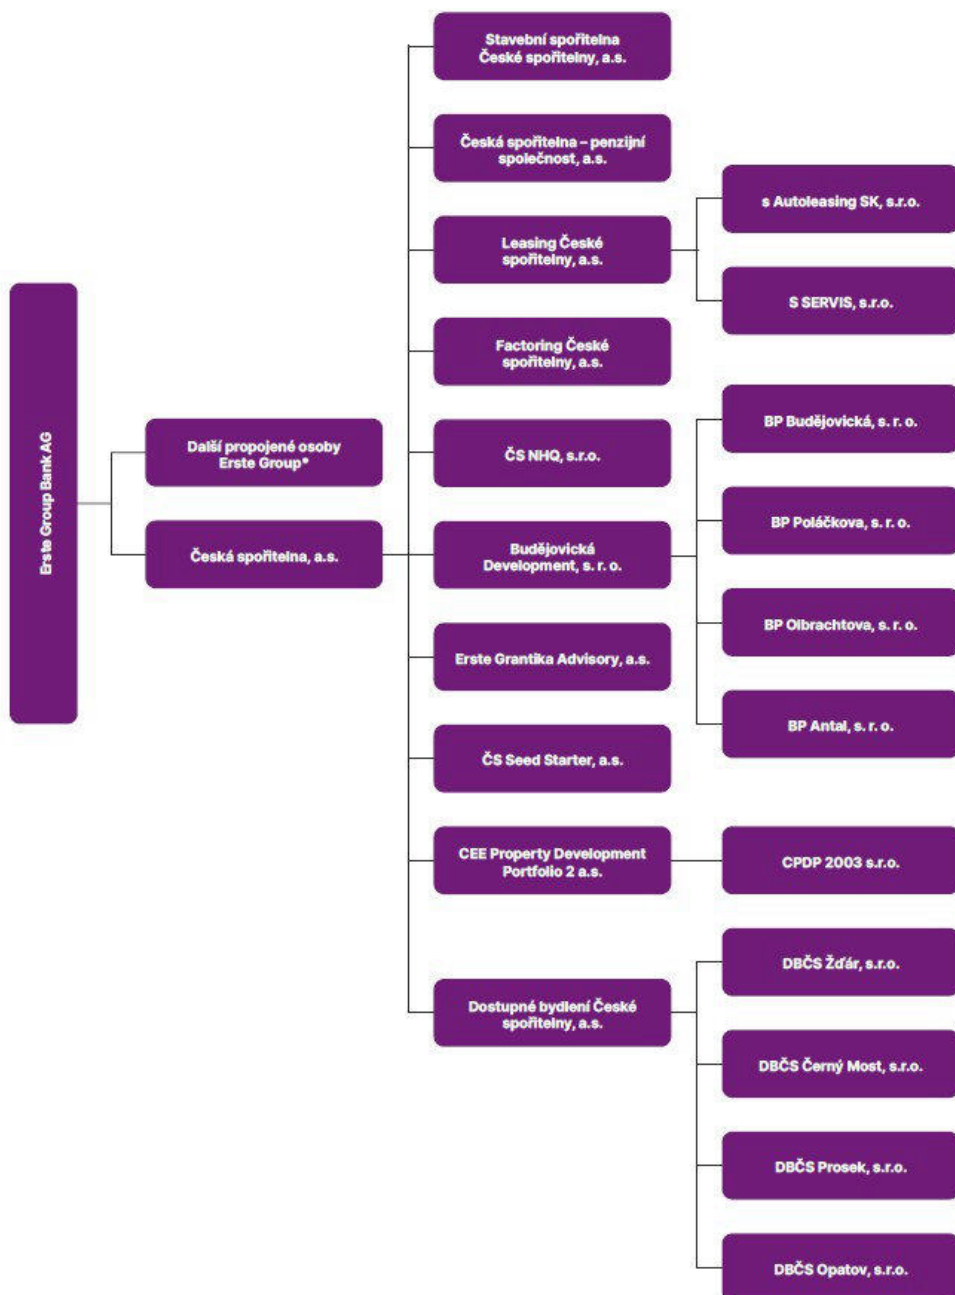 Erste Group Bank AG
Další propojené osoby
Erste Group*
Česká spořitelna, a.s.
Stavební spořitelna
České spořitelny, a.s.
Česká spořitelna – penzijní
společnost, a.s.
Leasing České
spořitelny, a.s.
s Autoleasing SK, s.r.o.
S SERVIS, s.r.o.
Factoring České
spořitelny, a.s.
ČS NHQ, s.r.o.
Budějovická
Development, s. r. o.
BP Budějovická, s. r. o.
BP Poláčkova, s. r. o.
BP Olbrachtova, s. r. o.
BP Antal, s. r. o.
Erste Grantika Advisory, a.s.
ČS Seed Starter, a.s.
CEE Property Development
Portfolio 2 a.s.
CPDP 2003 s.r.o.
Dostupné bydlení České
spořitelny, a.s.
DBČS Žďár, s.r.o.
DBČS Černý Most, s.r.o.
DBČS Prosek, s.r.o.
DBČS Opatov, s.r.o.